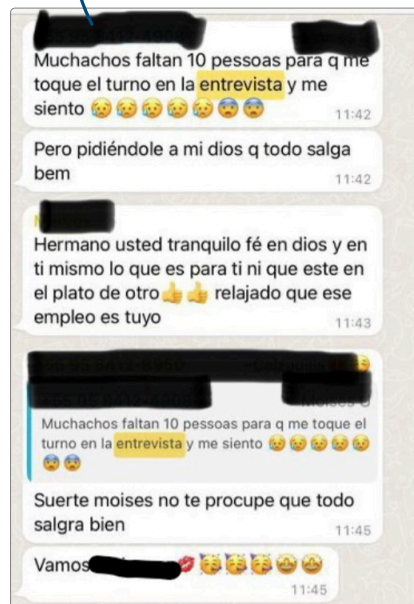 Muchachos faltan 10 pessoas para q me
toque el turno en la entrevista y me
siento 😥😥😥😥😥😨😨
11:42
Pero pidiéndole a mi dios q todo salga
bem
11:42
Hermano usted tranquilo fé en dios y en
ti mismo lo que es para ti ni que este en
el plato de otro👍👍 relajado que ese
empleo es tuyo
11:43
Muchachos faltan 10 pessoas para q me toque el
turno en la entrevista y me siento 😥😥😥😥😥
😨😨
Suerte moises no te procupe que todo
salgra bien
11:45
Vamos 💋🥳🥳🥳🤩🤩
11:45